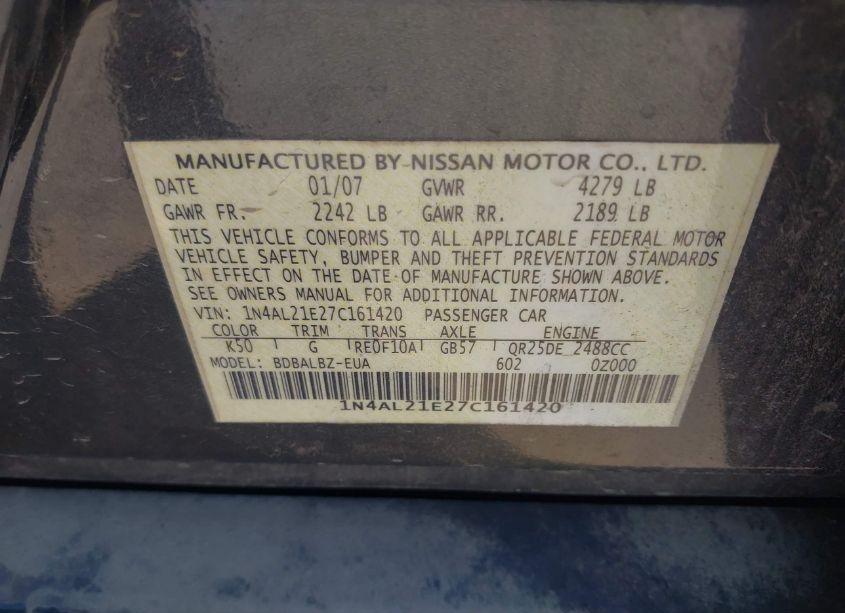 MANUFACTURED BY-NISSAN MOTOR CO., LTD.
DATE 01/07 GVWR 4279 LB
GAWR FR. 2242 LB GAWR RR. 2189 LB
THIS VEHICLE CONFORMS TO ALL APPLICABLE FEDERAL MOTOR
VEHICLE SAFETY, BUMPER AND THEFT PREVENTION STANDARDS
IN EFFECT ON THE DATE OF MANUFACTURE SHOWN ABOVE.
SEE OWNERS MANUAL FOR ADDITIONAL INFORMATION.
VIN: 1N4AL21E27C161420 PASSENGER CAR
COLOR TRIM TRANS AXLE ENGINE
K50 G RE0F10A GB57 QR25DE 2488CC
MODEL: BDBALBZ-EUA 602 0Z000
1N4AL21E27C161420